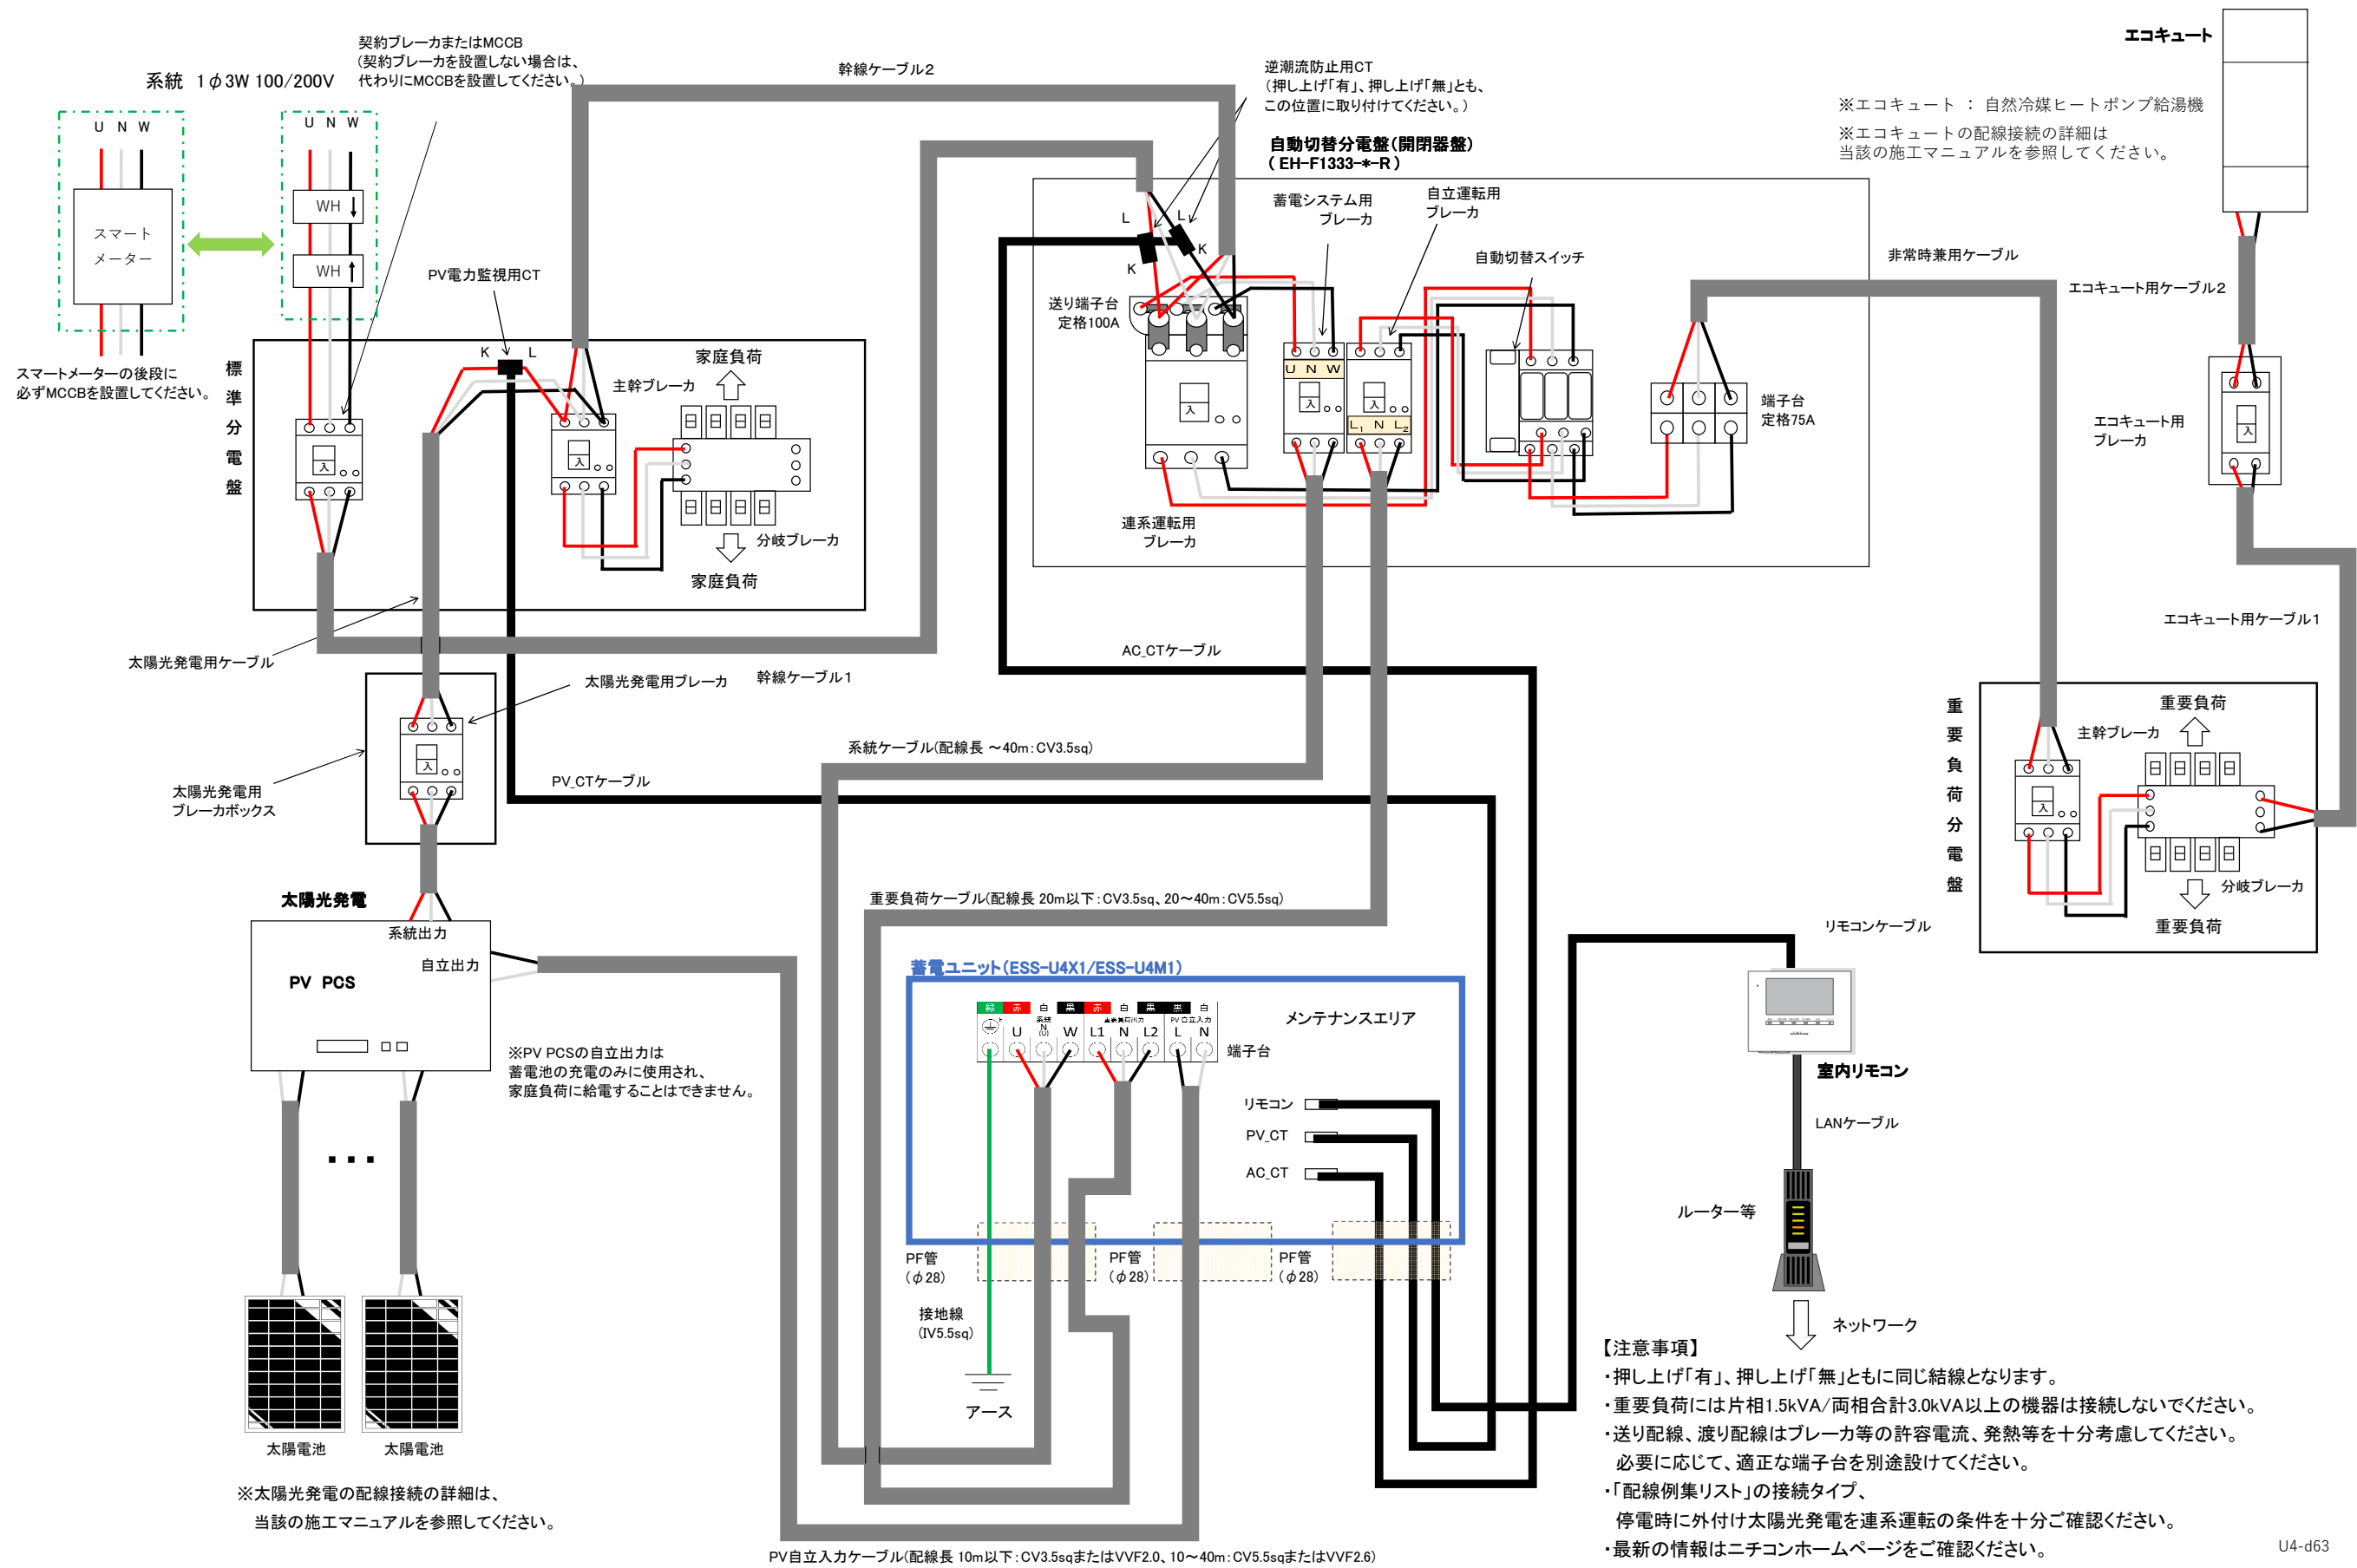 系統 1φ3W 100/200V
契約ブレーカまたはMCCB
(契約ブレーカを設置しない場合は、
代わりにMCCBを設置してください。)
U N W
U N W
スマート
メーター
WH
WH
スマートメーターの後段に
必ずMCCBを設置してください。
PV電力監視用CT
K L
標準分電盤
入
主幹ブレーカ
入
家庭負荷
分岐ブレーカ
家庭負荷
幹線ケーブル2
逆潮流防止用CT
(押し上げ「有」、押し上げ「無」とも、
この位置に取り付けてください。)
自動切替分電盤(開閉器盤)
( EH-F1333-*-R )
L
L
K
K
蓄電システム用
ブレーカ
自立運転用
ブレーカ
自動切替スイッチ
送り端子台
定格100A
入
U N W
入
入
L1 N L2
端子台
定格75A
連系運転用
ブレーカ
エコキュート
※エコキュート : 自然冷媒ヒートポンプ給湯機
※エコキュートの配線接続の詳細は
当該の施工マニュアルを参照してください。
非常時兼用ケーブル
エコキュート用ケーブル2
エコキュート用
ブレーカ
入
エコキュート用ケーブル1
太陽光発電用ケーブル
太陽光発電用ブレーカ
幹線ケーブル1
入
太陽光発電用
ブレーカボックス
AC_CTケーブル
系統ケーブル(配線長 ～40m:CV3.5sq)
PV_CTケーブル
重要負荷ケーブル(配線長 20m以下:CV3.5sq、20～40m:CV5.5sq)
重要負荷分電盤
重要負荷
主幹ブレーカ
入
分岐ブレーカ
重要負荷
太陽光発電
系統出力
自立出力
PV PCS
※PV PCSの自立出力は
蓄電池の充電のみに使用され、
家庭負荷に給電することはできません。
蓄電ユニット(ESS-U4X1/ESS-U4M1)
緑 赤 白 黒 赤 白 黒 黒 白
系統 重要負荷出力 PV自立入力
U N(O) W L1 N L2 L N
端子台
メンテナンスエリア
リモコン
PV_CT
AC_CT
PF管
(φ28)
PF管
(φ28)
PF管
(φ28)
接地線
(IV5.5sq)
アース
リモコンケーブル
室内リモコン
LANケーブル
ルーター等
ネットワーク
太陽電池
太陽電池
※太陽光発電の配線接続の詳細は、
当該の施工マニュアルを参照してください。
PV自立入力ケーブル(配線長 10m以下:CV3.5sqまたはVVF2.0、10～40m:CV5.5sqまたはVVF2.6)
【注意事項】
・押し上げ「有」、押し上げ「無」ともに同じ結線となります。
・重要負荷には片相1.5kVA/両相合計3.0kVA以上の機器は接続しないでください。
・送り配線、渡り配線はブレーカ等の許容電流、発熱等を十分考慮してください。
必要に応じて、適正な端子台を別途設けてください。
・「配線例集リスト」の接続タイプ、
停電時に外付け太陽光発電を連系運転の条件を十分ご確認ください。
・最新の情報はニチコンホームページをご確認ください。
U4-d63